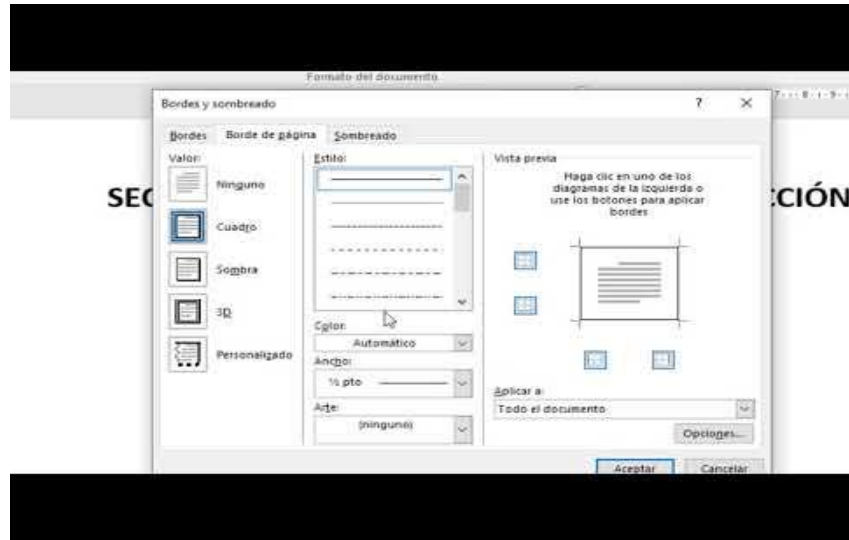 Formato del documento
Bordes y sombreado
? ×
Bordes Borde de página Sombreado
Valor:
Ninguno
Cuadro
Sombra
3D
Personalizado
Estilo:
Color:
Automático
Ancho:
½ pto
Arte:
(ninguno)
Vista previa
Haga clic en uno de los
diagramas de la izquierda o
use los botones para aplicar
bordes
Aplicar a:
Todo el documento
Opciones...
Aceptar Cancelar
SEC
CCIÓN